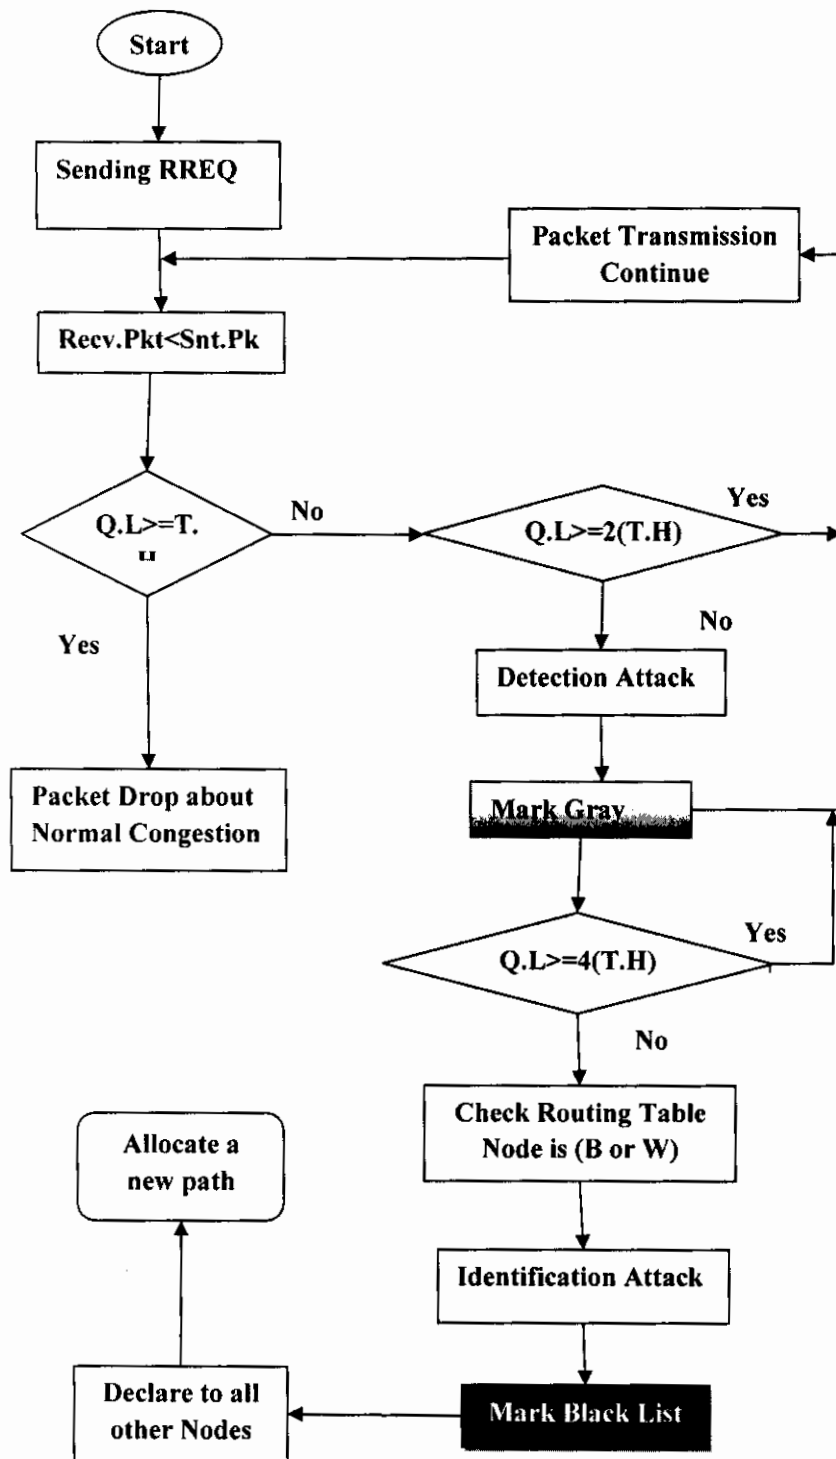 Start
Sending RREQ
Packet Transmission
Continue
Recv.Pkt<Snt.Pk
Q.L>=T.
No
Q.L>=2(T.H)
Yes
Yes
No
Detection Attack
Packet Drop about
Normal Congestion
Mark Gray
Q.L>=4(T.H)
Yes
No
Check Routing Table
Node is (B or W)
Allocate a
new path
Identification Attack
Declare to all
other Nodes
Mark Black List